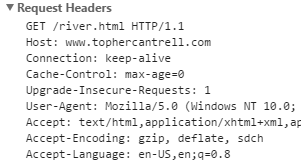 Request Headers
GET /river.html HTTP/1.1
Host: www.tophercantrell.com
Connection: keep-alive
Cache-Control: max-age=0
Upgrade-Insecure-Requests: 1
User-Agent: Mozilla/5.0 (Windows NT 10.0;
Accept: text/html,application/xhtml+xml,ap
Accept-Encoding: gzip, deflate, sdch
Accept-Language: en-US,en;q=0.8